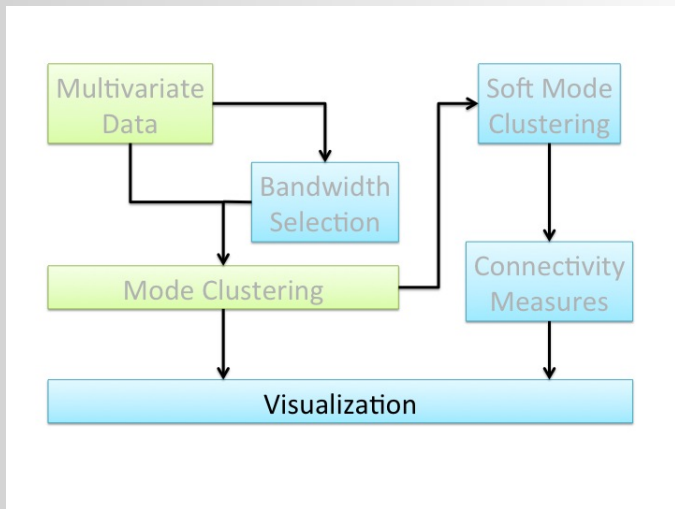 Multivariate
Data
Soft Mode
Clustering
Bandwidth
Selection
Mode Clustering
Connectivity
Measures
Visualization